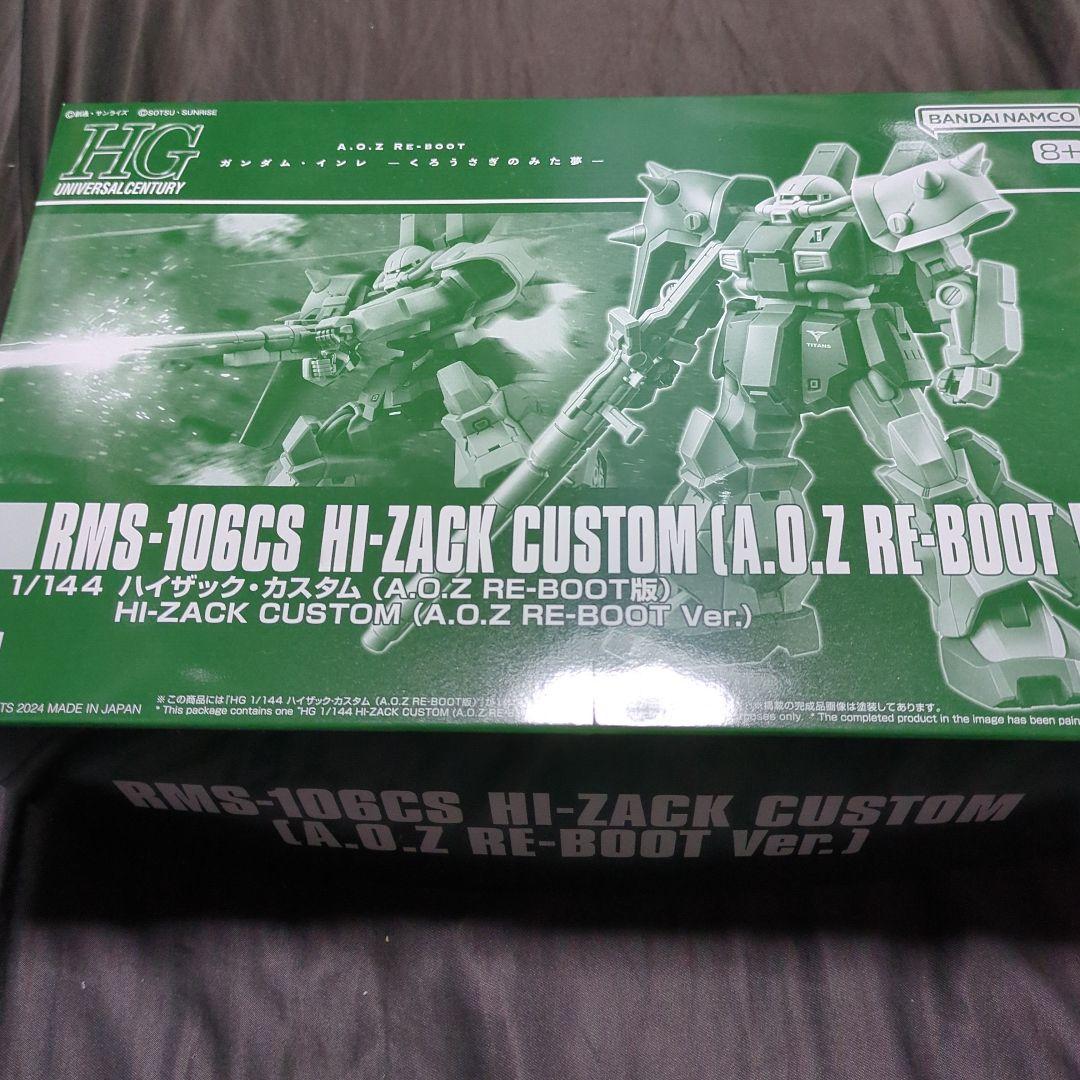 ©創通・サンライズ ©SOTSU・SUNRISE
HG
UNIVERSAL CENTURY
A.O.Z RE-BOOT
ガンダム・インレ ―くろうさぎのみた夢―
BANDAI NAMCO
8+
TITANS
RMS-106CS HI-ZACK CUSTOM (A.O.Z RE-BOOT
1/144 ハイザック・カスタム (A.O.Z RE-BOOT版)
HI-ZACK CUSTOM (A.O.Z RE-BOOT Ver.)
TS 2024 MADE IN JAPAN
※この商品には「HG 1/144 ハイザック・カスタム (A.O.Z RE-BOOT版)」が
*This package contains one "HG 1/144 HI-ZACK CUSTOM (A.O.Z RE-
※掲載の完成品画像は塗装してあります。
poses only. *The completed product in the image has been pain
RMS-106CS HI-ZACK CUSTOM
(A.O.Z RE-BOOT Ver.)